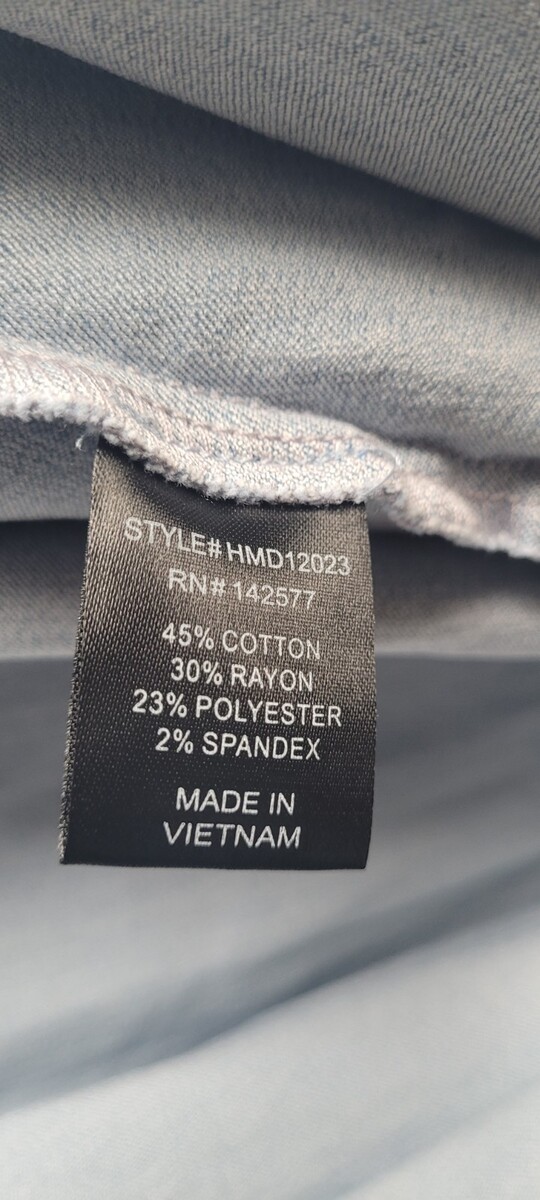 STYLE# HMD12023
RN# 142577
45% COTTON
30% RAYON
23% POLYESTER
2% SPANDEX
MADE IN
VIETNAM